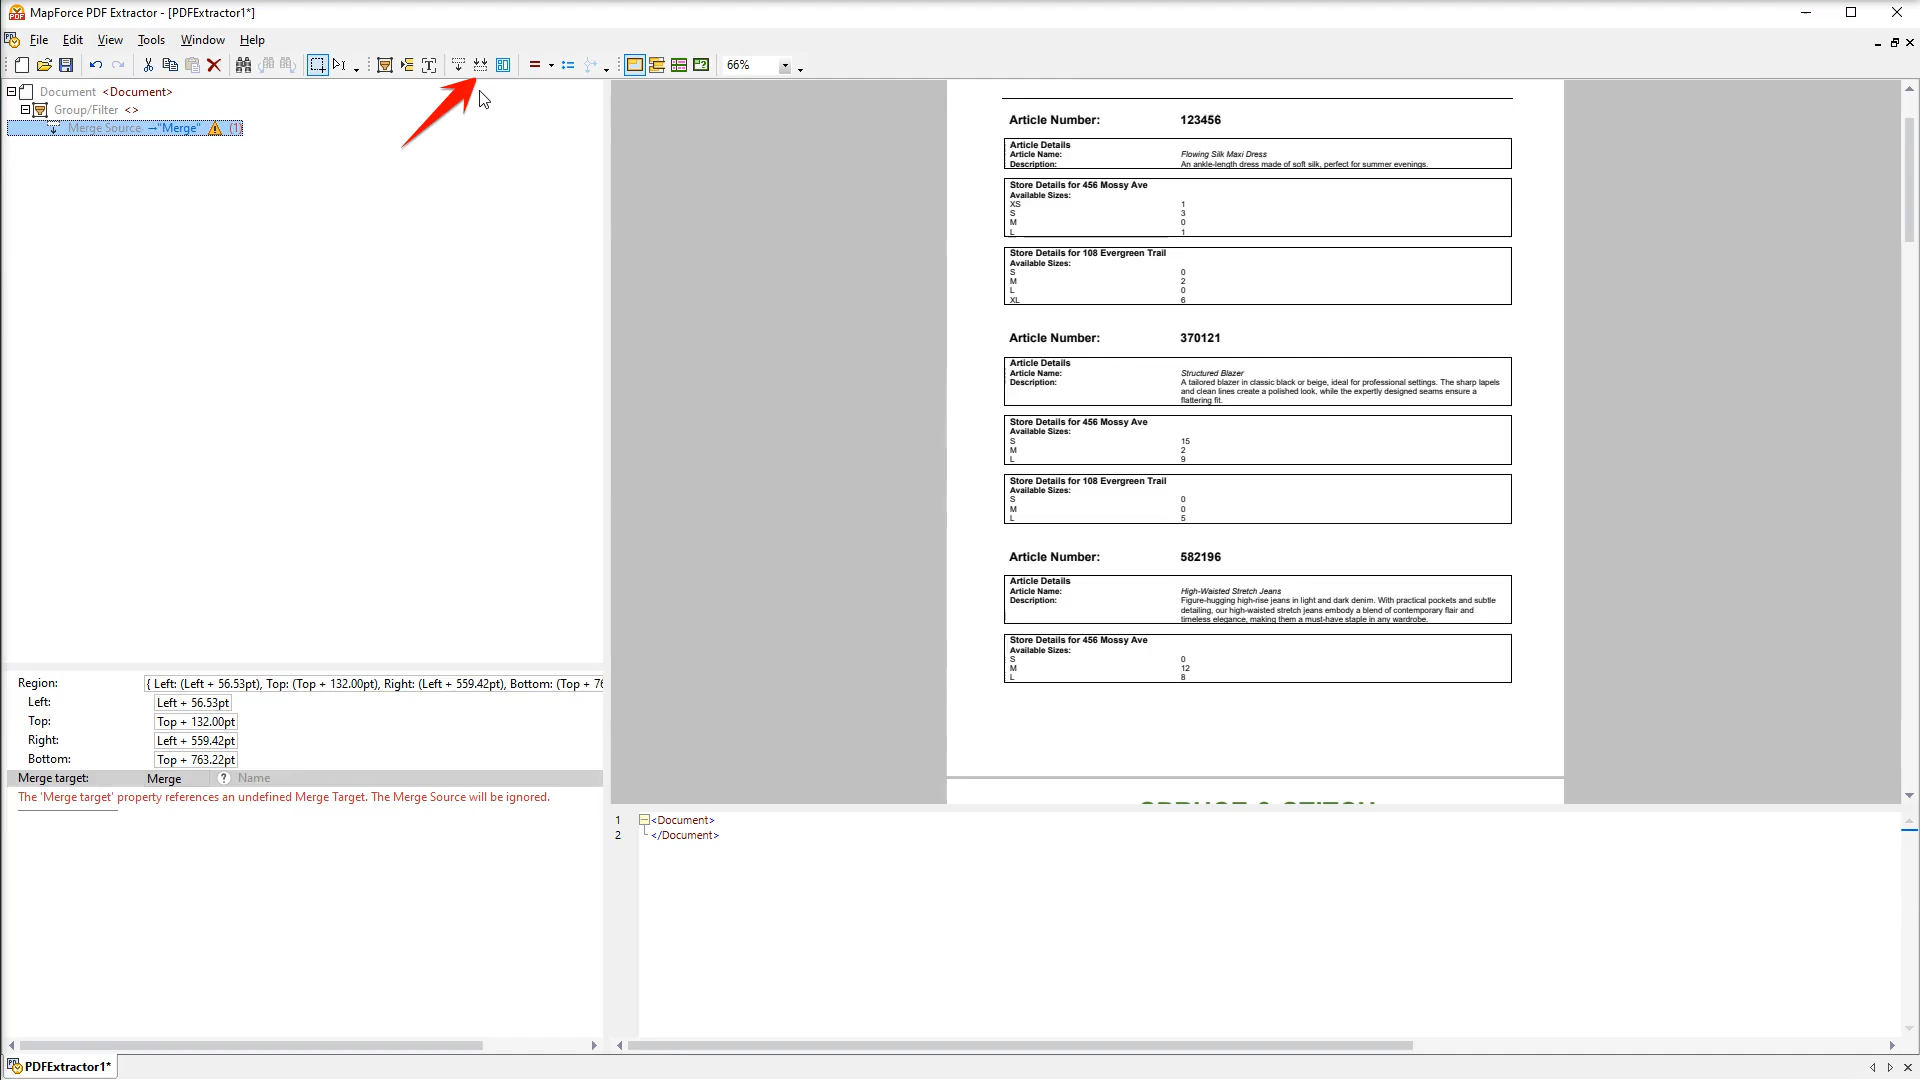 MapForce PDF Extractor - [PDFExtractor1*]
File Edit View Tools Window Help
66%
Document <Document>
Group/Filter <>
Merge Source →"Merge" (1)
Article Number: 123456
Article Details
Article Name: Flowing Silk Maxi Dress
Description: An ankle-length dress made of soft silk, perfect for summer evenings.
Store Details for 456 Mossy Ave
Available Sizes:
XS 1
S 3
M 0
L 1
Store Details for 108 Evergreen Trail
Available Sizes:
S 0
M 2
L 0
XL 6
Article Number: 370121
Article Details
Article Name: Structured Blazer
Description: A tailored blazer in classic black or beige, ideal for professional settings. The sharp lapels
and clean lines create a polished look, while the expertly designed seams ensure a
flattering fit.
Store Details for 456 Mossy Ave
Available Sizes:
S 15
M 2
L 9
Store Details for 108 Evergreen Trail
Available Sizes:
S 0
M 0
L 5
Article Number: 582196
Article Details
Article Name: High-Waisted Stretch Jeans
Description: Figure-hugging high-rise jeans in light and dark denim. With practical pockets and subtle
detailing, our high-waisted stretch jeans embody a blend of contemporary flair and
timeless elegance, making them a must-have staple in any wardrobe.
Store Details for 456 Mossy Ave
Available Sizes:
S 0
M 12
L 8
Region: { Left: (Left + 56.53pt), Top: (Top + 132.00pt), Right: (Left + 559.42pt), Bottom: (Top + 76
Left: Left + 56.53pt
Top: Top + 132.00pt
Right: Left + 559.42pt
Bottom: Top + 763.22pt
Merge target: Merge ? Name
The 'Merge target' property references an undefined Merge Target. The Merge Source will be ignored.
1 <Document>
2 </Document>
PDFExtractor1*